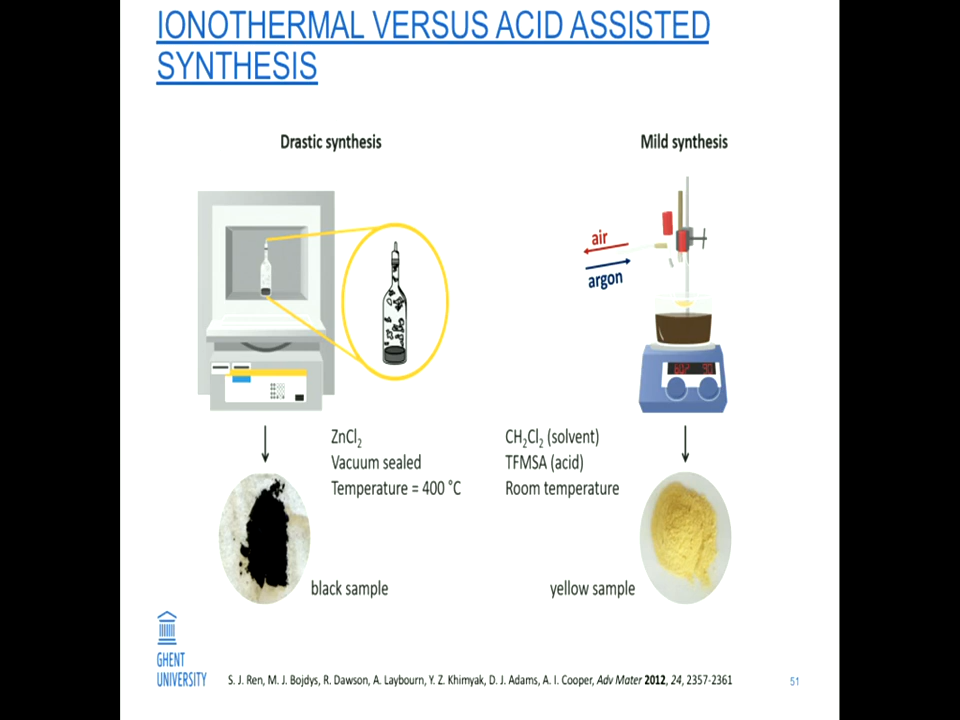 IONOTHERMAL VERSUS ACID ASSISTED
SYNTHESIS
Drastic synthesis
Mild synthesis
air
argon
ZnCl₂
Vacuum sealed
Temperature = 400 °C
CH₂Cl₂ (solvent)
TFMSA (acid)
Room temperature
black sample
yellow sample
GHENT
UNIVERSITY
S. J. Ren, M. J. Bojdys, R. Dawson, A. Laybourn, Y. Z. Khimyak, D. J. Adams, A. I. Cooper, Adv Mater 2012, 24, 2357-2361
51